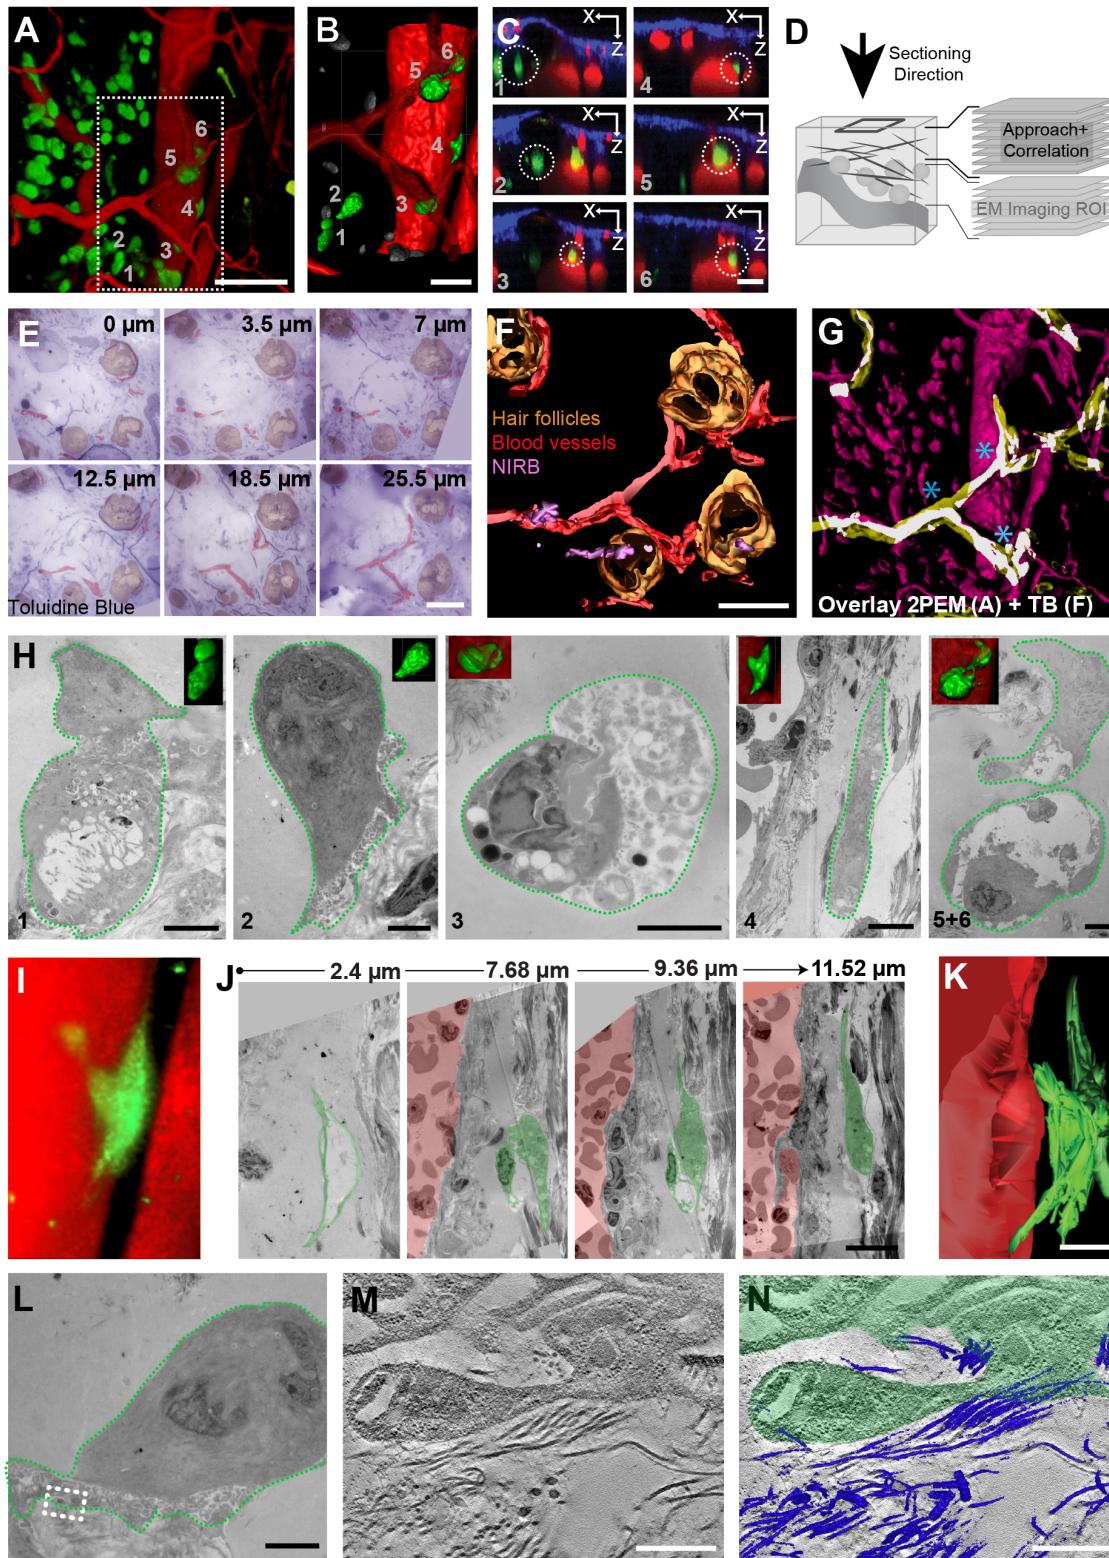 A
1
2
3
4
5
6
B
1
2
3
4
5
6
C
X
Z
1
X
Z
4
X
Z
2
X
Z
5
X
Z
3
X
Z
6
D
Sectioning
Direction
Approach+
Correlation
EM Imaging ROI
E
0 µm
3.5 µm
7 µm
12.5 µm
18.5 µm
25.5 µm
Toluidine Blue
F
Hair follicles
Blood vessels
NIRB
G
*
*
*
Overlay 2PEM (A) + TB (F)
H
1
2
3
4
5+6
I
J
2.4 µm
7.68 µm
9.36 µm
11.52 µm
K
L
M
N